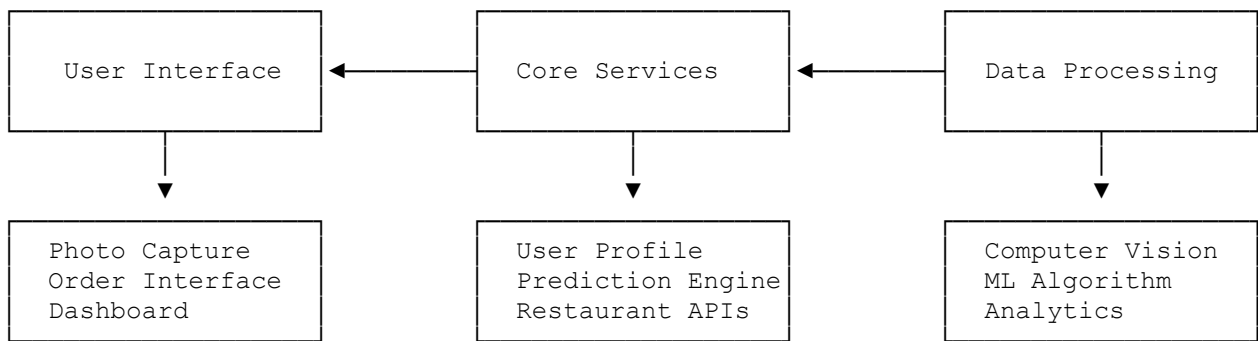 User Interface
Core Services
Data Processing
Photo Capture
Order Interface
Dashboard
User Profile
Prediction Engine
Restaurant APIs
Computer Vision
ML Algorithm
Analytics